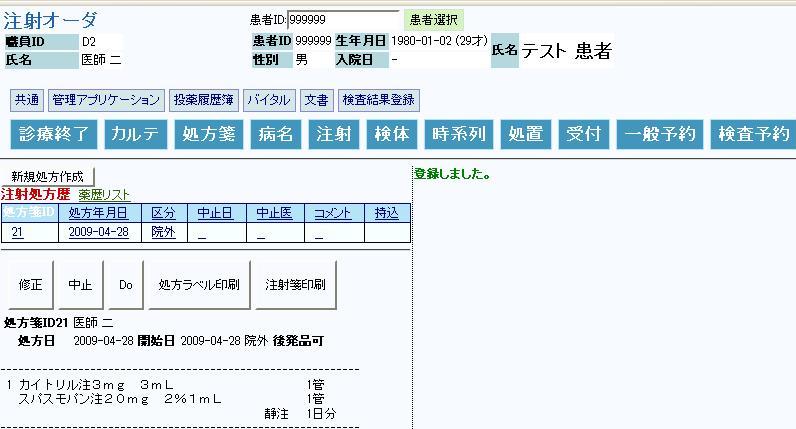 注射オーダ
患者ID: 999999 患者選択
職員ID D2
氏名 医師 二
患者ID 999999 生年月日 1980-01-02 (29才)
性別 男 入院日 -
氏名 テスト 患者
共通 管理アプリケーション 投薬履歴簿 バイタル 文書 検査結果登録
診療終了 カルテ 処方箋 病名 注射 検体 時系列 処置 受付 一般予約 検査予約
新規処方作成
登録しました。
注射処方歴 薬歴リスト
処方箋ID 処方年月日 区分 中止日 中止医 コメント 持込
21 2009-04-28 院外 _ _ _
修正 中止 Do 処方ラベル印刷 注射箋印刷
処方箋ID21 医師 二
処方日 2009-04-28 開始日 2009-04-28 院外 後発品可
1 カイトリル注3mg 3mL 1管
スパスモバン注20mg 2%1mL 1管
静注 1日分